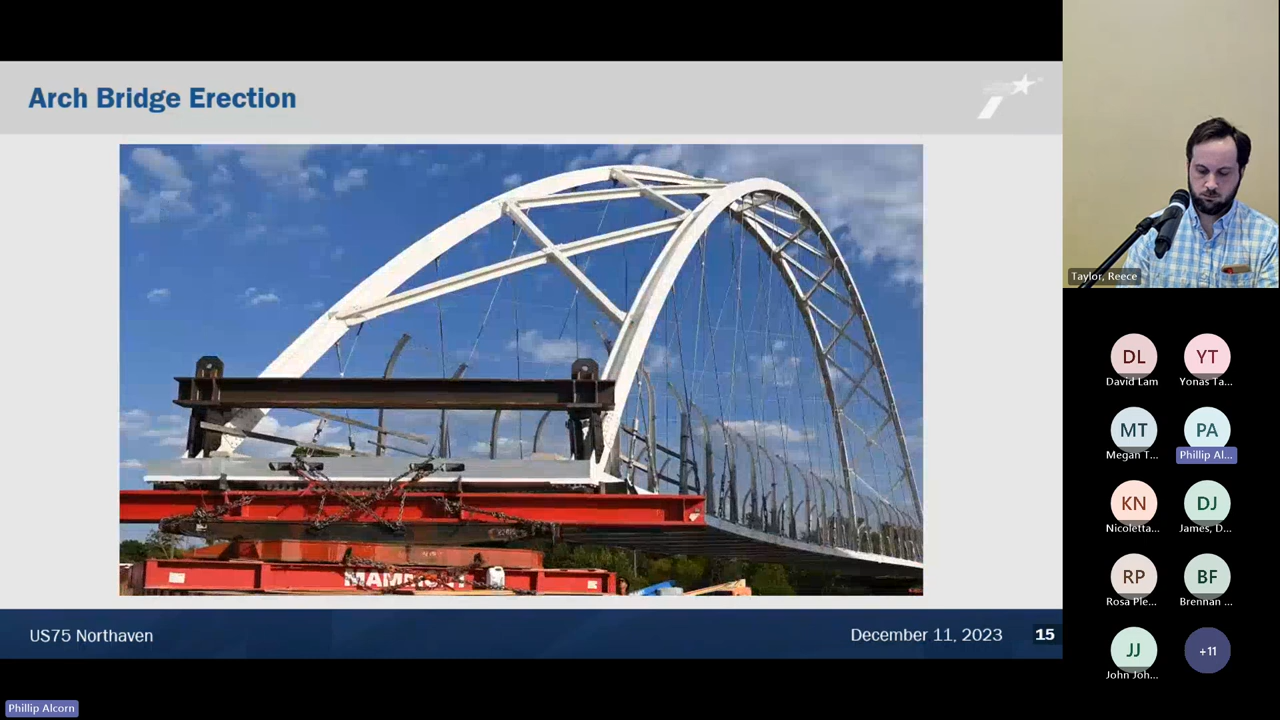 Arch Bridge Erection
MAMMOET
US75 Northaven
December 11, 2023
15
Taylor, Reece
DL
David Lam
YT
Yonas Ta...
MT
Megan T...
PA
Phillip Al...
KN
Nicoletta...
DJ
James, D...
RP
Rosa Ple...
BF
Brennan ...
JJ
John Joh...
+11
Phillip Alcorn